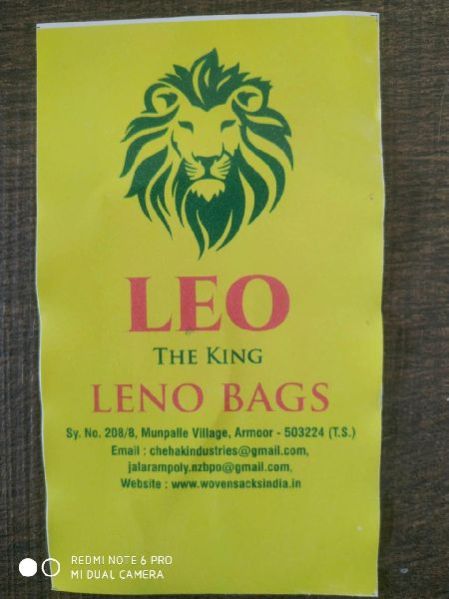 LEO
THE KING
LENO BAGS
Sy. No. 208/8, Munpalle Village, Armoor - 503224 (T.S.)
Email : chehakindustries@gmail.com,
jalarampoly.nzbpo@gmail.com,
Website : www.wovensacksindia.in
REDMI NOTE 6 PRO
MI DUAL CAMERA